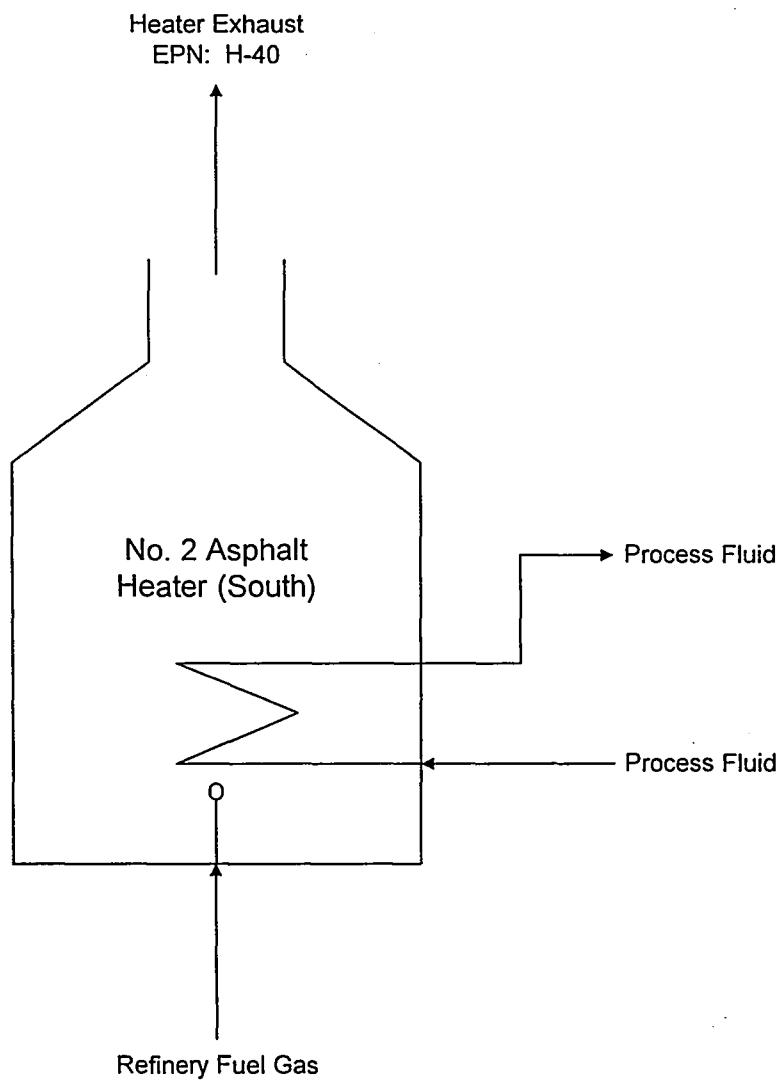 Heater Exhaust
EPN: H-40
No. 2 Asphalt
Heater (South)
Process Fluid
Process Fluid
Refinery Fuel Gas